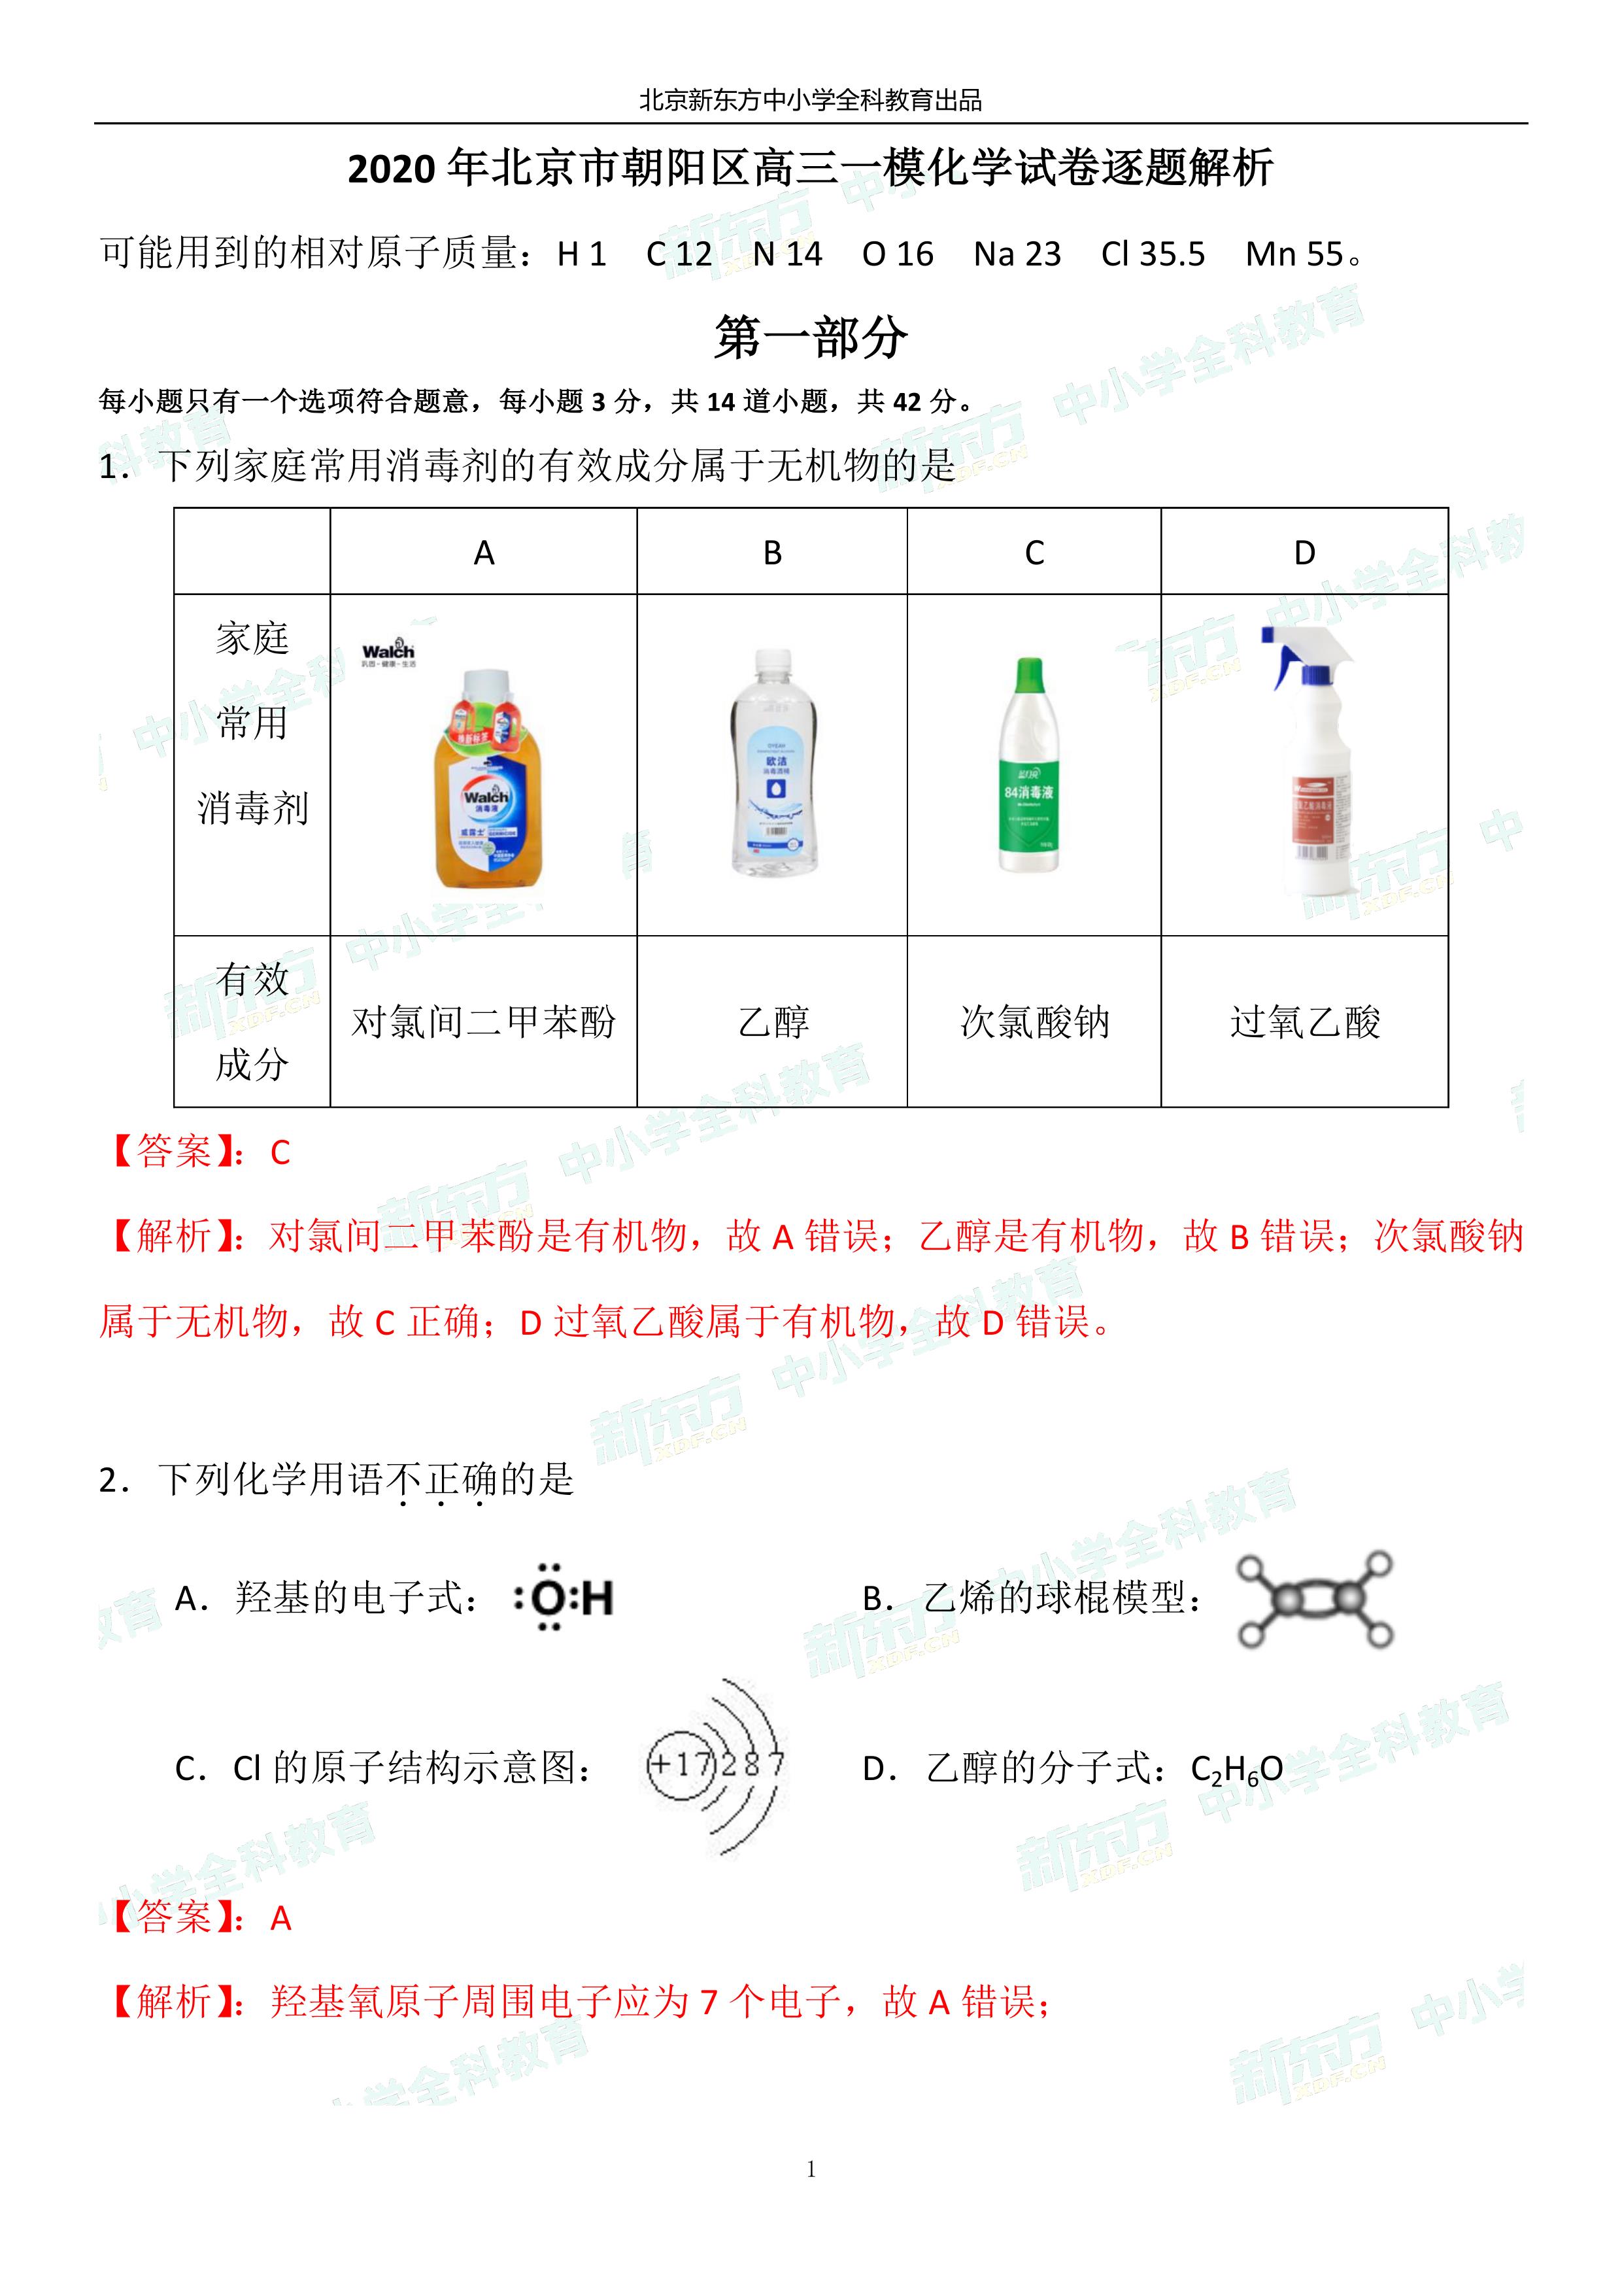 北京新东方中小学全科教育出品
2020 年北京市朝阳区高三一模化学试卷逐题解析
可能用到的相对原子质量：H 1 C 12 N 14 O 16 Na 23 Cl 35.5 Mn 55。
第一部分
每小题只有一个选项符合题意，每小题 3 分，共 14 道小题，共 42 分。
1．下列家庭常用消毒剂的有效成分属于无机物的是
A B C D
家庭
常用
消毒剂
Walch
Walch
消毒液
威露士
欧洁
消毒酒精
84消毒液
有效
成分
对氯间二甲苯酚 乙醇 次氯酸钠 过氧乙酸
【答案】：C
【解析】：对氯间二甲苯酚是有机物，故 A 错误；乙醇是有机物，故 B 错误；次氯酸钠
属于无机物，故 C 正确；D 过氧乙酸属于有机物，故 D 错误。
2．下列化学用语不正确的是
A．羟基的电子式： :O:H
B．乙烯的球棍模型：
C．Cl 的原子结构示意图： +17 2 8 7
D．乙醇的分子式：C₂H₆O
【答案】：A
【解析】：羟基氧原子周围电子应为 7 个电子，故 A 错误；
1
新东方 XDF.CN 中小学全科教育